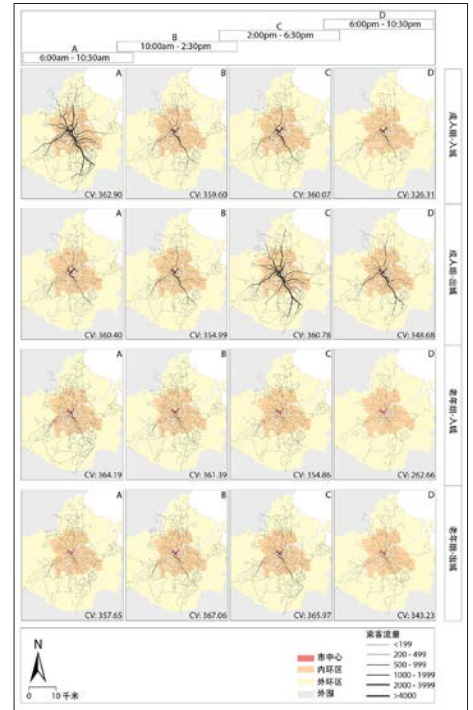 D
6:00pm - 10:30pm
C
2:00pm - 6:30pm
B
10:00am - 2:30pm
A
6:00am - 10:30am
A
B
C
D
CV: 362.90
CV: 359.60
CV: 360.07
CV: 326.31
成人组-入城
A
B
C
D
CV: 360.40
CV: 354.99
CV: 360.78
CV: 348.68
成人组-出城
A
B
C
D
CV: 364.19
CV: 361.39
CV: 354.86
CV: 262.66
老年组-入城
A
B
C
D
CV: 357.65
CV: 367.06
CV: 365.97
CV: 343.23
老年组-出城
N
0
10 千米
市中心
内环区
外环区
外围
乘客流量
<199
200 - 499
500 - 999
1000 - 1999
2000 - 3999
>4000